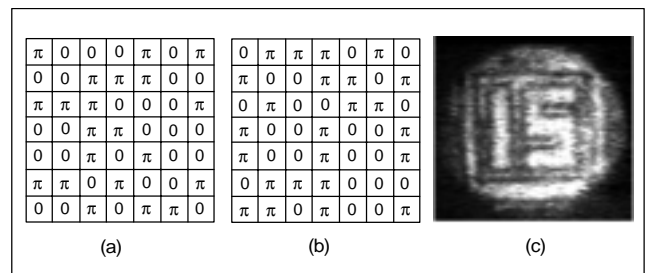 π 0 0 0 π 0 π
0 0 π π π 0 0
π π π 0 0 0 π
0 0 π π 0 0 0
0 0 π 0 π 0 0
π π 0 π 0 0 π
0 0 π 0 π π 0
(a)
0 π π π 0 π 0
π 0 0 π π 0 π
0 π 0 0 π π 0
π 0 0 π 0 0 π
π 0 0 π 0 0 π
0 π π π 0 0 0
π π 0 π 0 0 π
(b)
IS
(c)